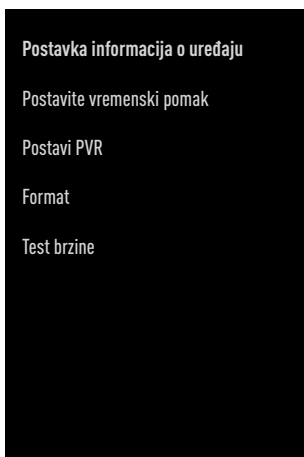 Postavka informacija o uređaju
Postavite vremenski pomak
Postavi PVR
Format
Test brzine